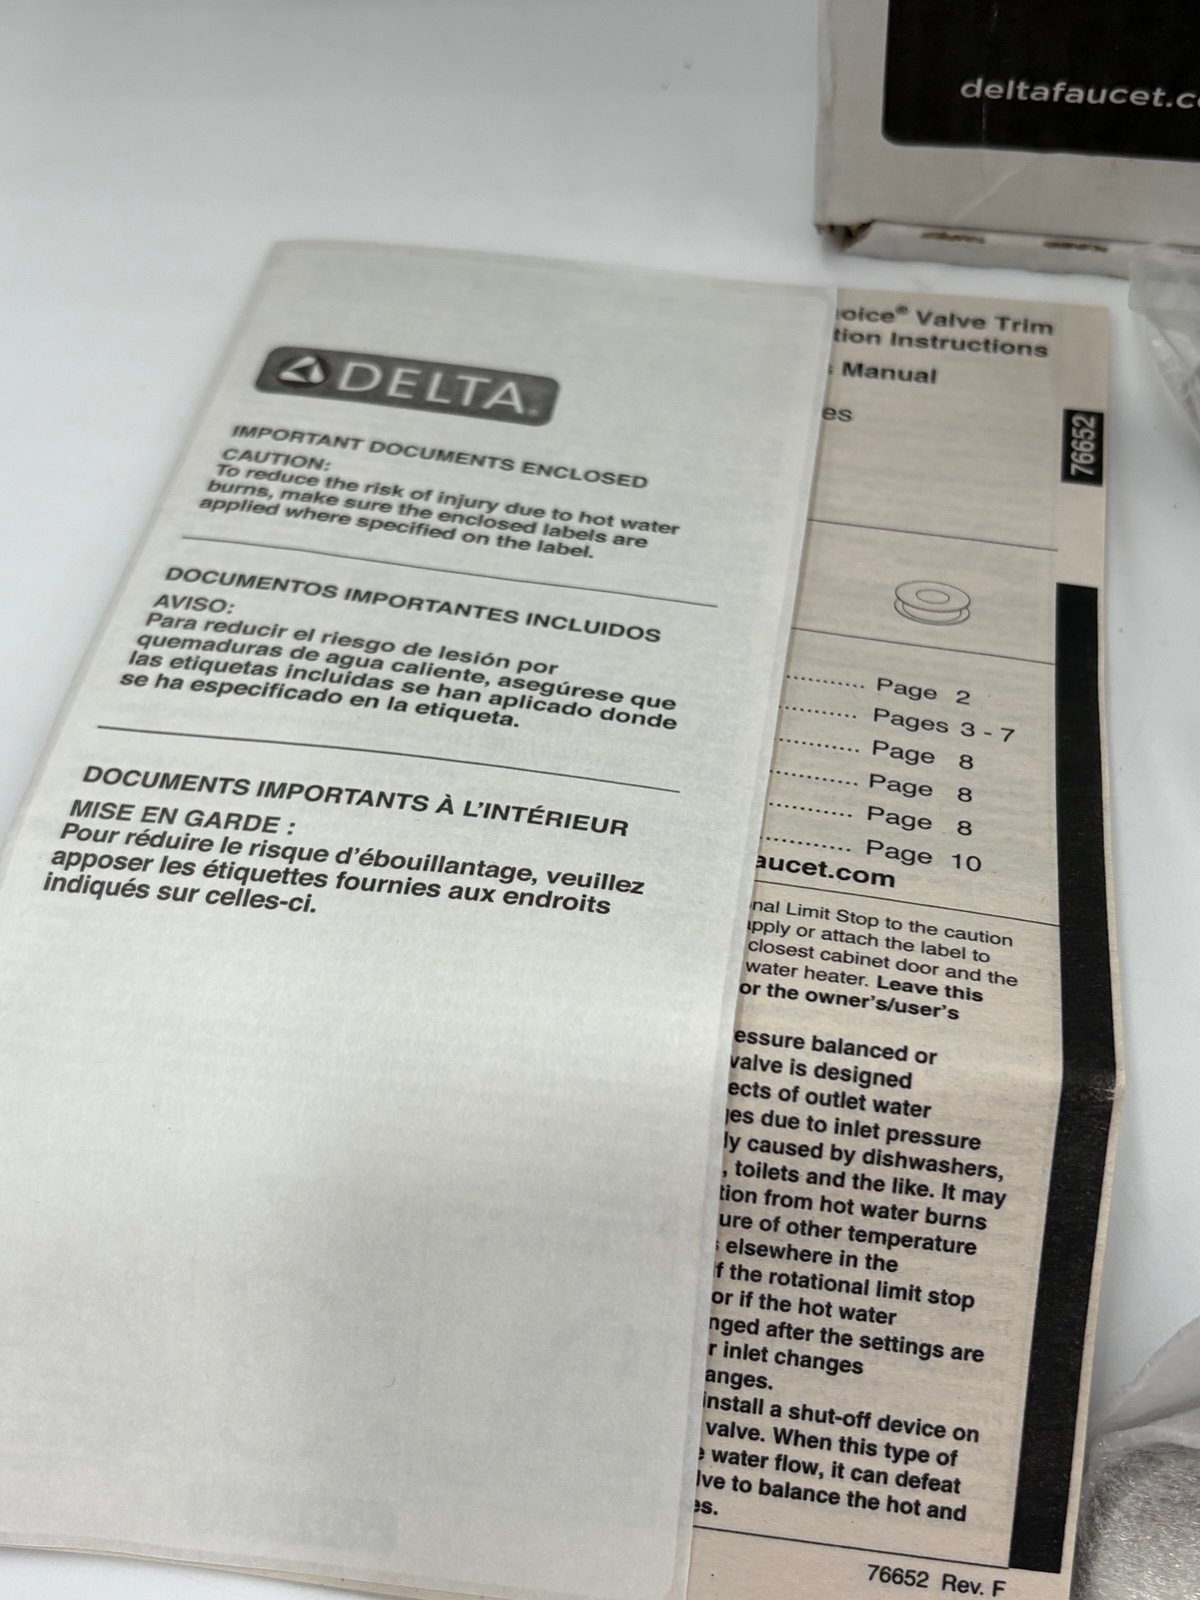 deltafaucet.c
DELTA
IMPORTANT DOCUMENTS ENCLOSED
CAUTION:
To reduce the risk of injury due to hot water
burns, make sure the enclosed labels are
applied where specified on the label.
DOCUMENTOS IMPORTANTES INCLUIDOS
AVISO:
Para reducir el riesgo de lesión por
quemaduras de agua caliente, asegúrese que
las etiquetas incluidas se han aplicado donde
se ha especificado en la etiqueta.
DOCUMENTS IMPORTANTS À L'INTÉRIEUR
MISE EN GARDE :
Pour réduire le risque d'ébouillantage, veuillez
apposer les étiquettes fournies aux endroits
indiqués sur celles-ci.
oice® Valve Trim
tion Instructions
Manual
es
76652
Page 2
Pages 3 - 7
Page 8
Page 8
Page 8
Page 10
aucet.com
nal Limit Stop to the caution
pply or attach the label to
closest cabinet door and the
water heater. Leave this
or the owner's/user's
essure balanced or
valve is designed
ects of outlet water
es due to inlet pressure
ly caused by dishwashers,
, toilets and the like. It may
tion from hot water burns
ure of other temperature
elsewhere in the
f the rotational limit stop
or if the hot water
nged after the settings are
r inlet changes
anges.
install a shut-off device on
valve. When this type of
water flow, it can defeat
lve to balance the hot and
es.
76652 Rev. F